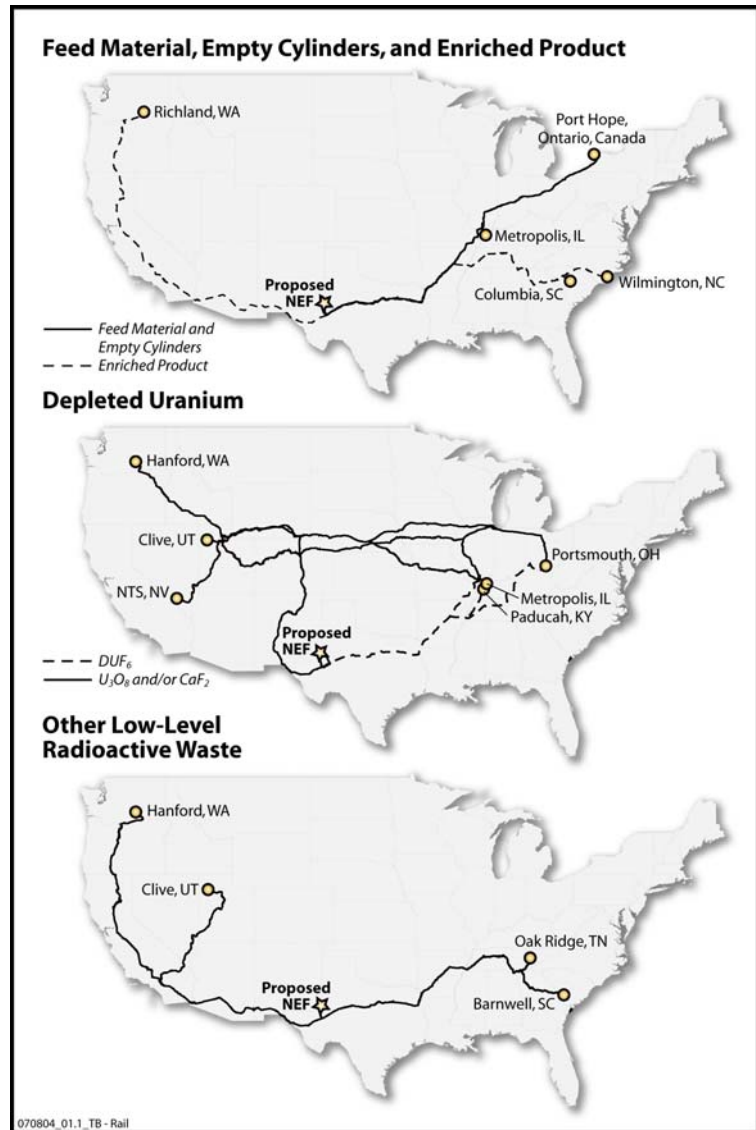 Feed Material, Empty Cylinders, and Enriched Product
Richland, WA
Port Hope,
Ontario, Canada
Metropolis, IL
Proposed
NEF
Columbia, SC
Wilmington, NC
Feed Material and
Empty Cylinders
Enriched Product
Depleted Uranium
Hanford, WA
Clive, UT
Portsmouth, OH
NTS, NV
Metropolis, IL
Paducah, KY
Proposed
NEF
DUF₆
U₃O₈ and/or CaF₂
Other Low-Level
Radioactive Waste
Hanford, WA
Clive, UT
Oak Ridge, TN
Proposed
NEF
Barnwell, SC
070804_01.1_TB - Rail